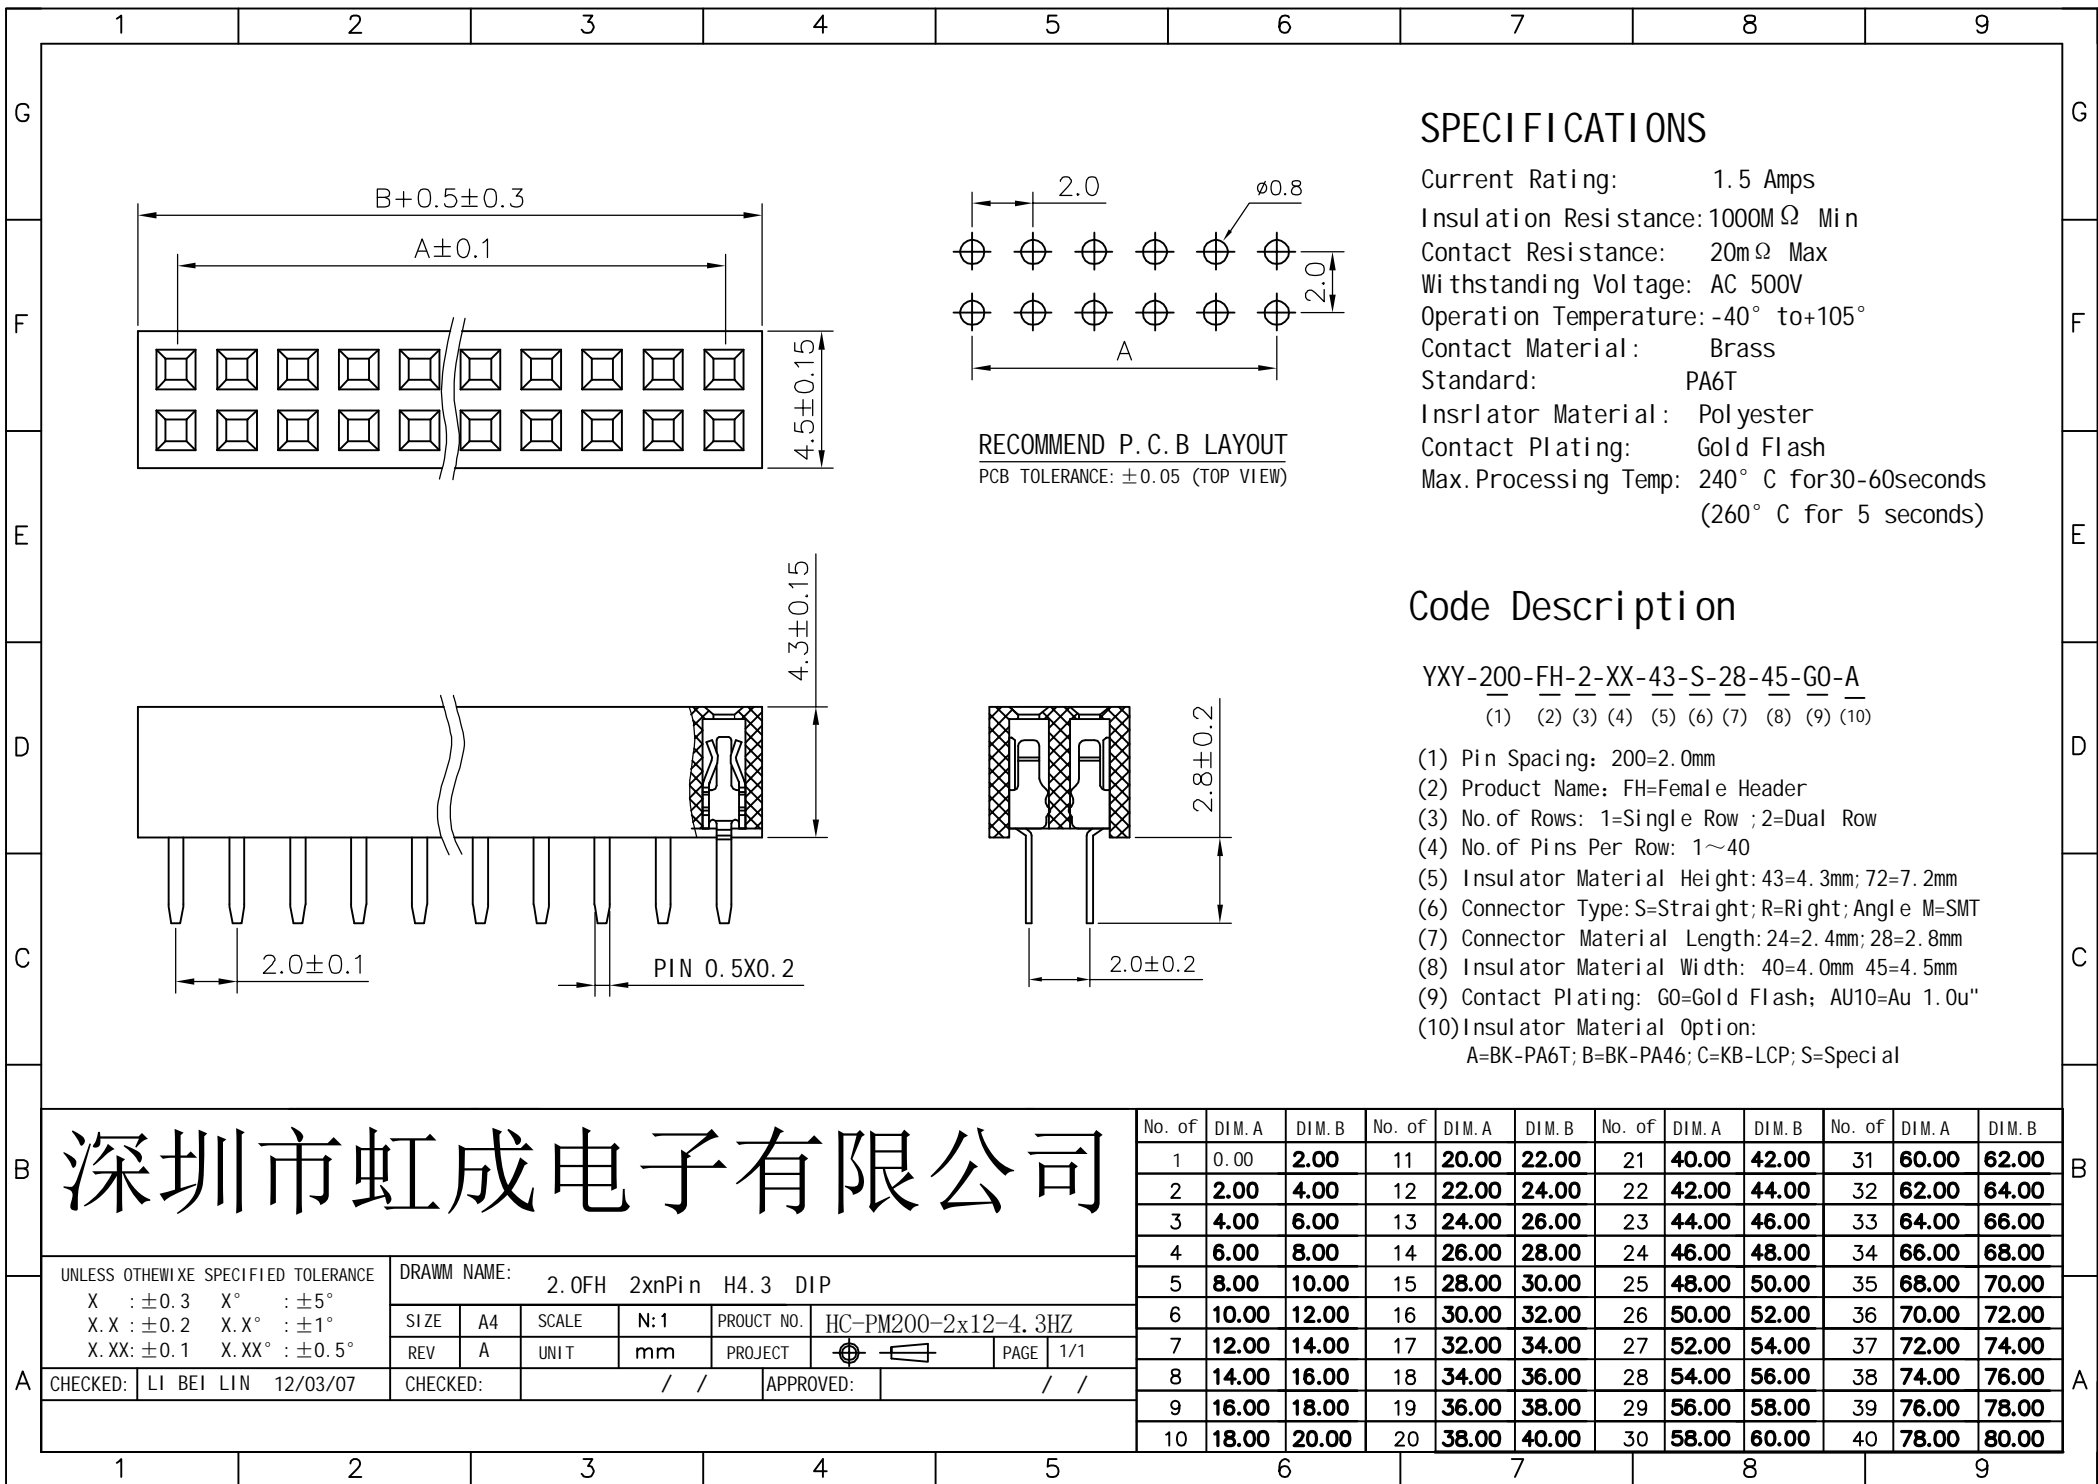 1 2 3 4 5 6 7 8 9
G G
F F
E E
D D
C C
B B
A A
B+0.5±0.3
A±0.1
4.5±0.15
2.0
ø0.8
2.0
A
RECOMMEND P.C.B LAYOUT
PCB TOLERANCE: ±0.05 (TOP VIEW)
4.3±0.15
2.0±0.1
PIN 0.5X0.2
2.8±0.2
2.0±0.2
SPECIFICATIONS
Current Rating: 1.5 Amps
Insulation Resistance: 1000MΩ Min
Contact Resistance: 20mΩ Max
Withstanding Voltage: AC 500V
Operation Temperature: -40° to+105°
Contact Material: Brass
Standard: PA6T
Insrlator Material: Polyester
Contact Plating: Gold Flash
Max.Processing Temp: 240° C for30-60seconds
(260° C for 5 seconds)
Code Description
YXY-200-FH-2-XX-43-S-28-45-G0-A
(1) (2) (3) (4) (5) (6) (7) (8) (9) (10)
(1) Pin Spacing: 200=2.0mm
(2) Product Name: FH=Female Header
(3) No.of Rows: 1=Single Row ;2=Dual Row
(4) No.of Pins Per Row: 1~40
(5) Insulator Material Height:43=4.3mm;72=7.2mm
(6) Connector Type:S=Straight;R=Right;Angle M=SMT
(7) Connector Material Length:24=2.4mm;28=2.8mm
(8) Insulator Material Width: 40=4.0mm 45=4.5mm
(9) Contact Plating: G0=Gold Flash; AU10=Au 1.0u"
(10)Insulator Material Option:
A=BK-PA6T;B=BK-PA46;C=KB-LCP;S=Special
深圳市虹成电子有限公司
UNLESS OTHEWIXE SPECIFIED TOLERANCE
X :±0.3 X° :±5°
X.X :±0.2 X.X° :±1°
X.XX:±0.1 X.XX° :±0.5°
DRAWM NAME: 2.0FH 2xnPin H4.3 DIP
SIZE A4 SCALE N:1 PROUCT NO. HC-PM200-2x12-4.3HZ
REV A UNIT mm PROJECT PAGE 1/1
CHECKED: LI BEI LIN 12/03/07 CHECKED: / / APPROVED: / /
No. of DIM.A DIM.B No. of DIM.A DIM.B No. of DIM.A DIM.B No. of DIM.A DIM.B
1 0.00 2.00 11 20.00 22.00 21 40.00 42.00 31 60.00 62.00
2 2.00 4.00 12 22.00 24.00 22 42.00 44.00 32 62.00 64.00
3 4.00 6.00 13 24.00 26.00 23 44.00 46.00 33 64.00 66.00
4 6.00 8.00 14 26.00 28.00 24 46.00 48.00 34 66.00 68.00
5 8.00 10.00 15 28.00 30.00 25 48.00 50.00 35 68.00 70.00
6 10.00 12.00 16 30.00 32.00 26 50.00 52.00 36 70.00 72.00
7 12.00 14.00 17 32.00 34.00 27 52.00 54.00 37 72.00 74.00
8 14.00 16.00 18 34.00 36.00 28 54.00 56.00 38 74.00 76.00
9 16.00 18.00 19 36.00 38.00 29 56.00 58.00 39 76.00 78.00
10 18.00 20.00 20 38.00 40.00 30 58.00 60.00 40 78.00 80.00
1 2 3 4 5 6 7 8 9